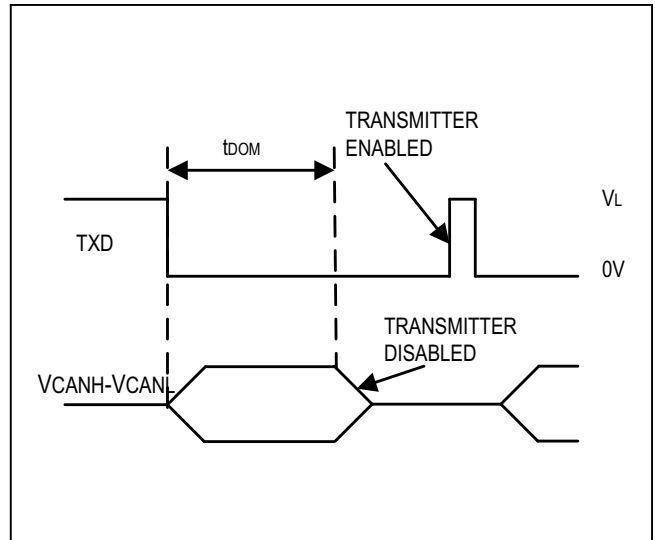 TRANSMITTER
ENABLED
tDOM
VL
TXD
0V
TRANSMITTER
DISABLED
VCANH-VCANL